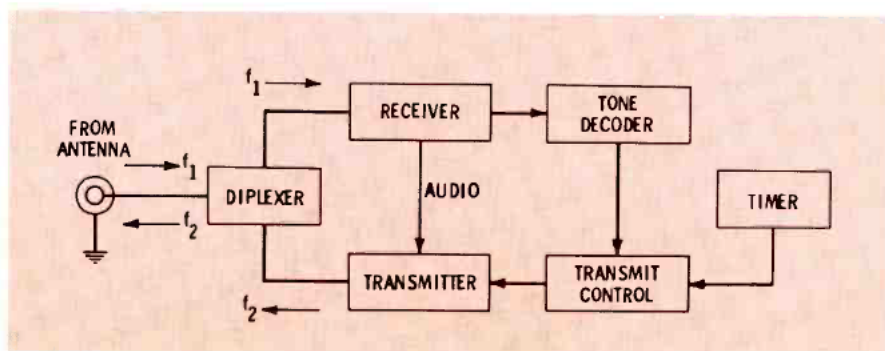 f1
RECEIVER
TONE
DECODER
FROM
ANTENNA
f1
DIPLEXER
AUDIO
TIMER
f2
TRANSMITTER
TRANSMIT
CONTROL
f2